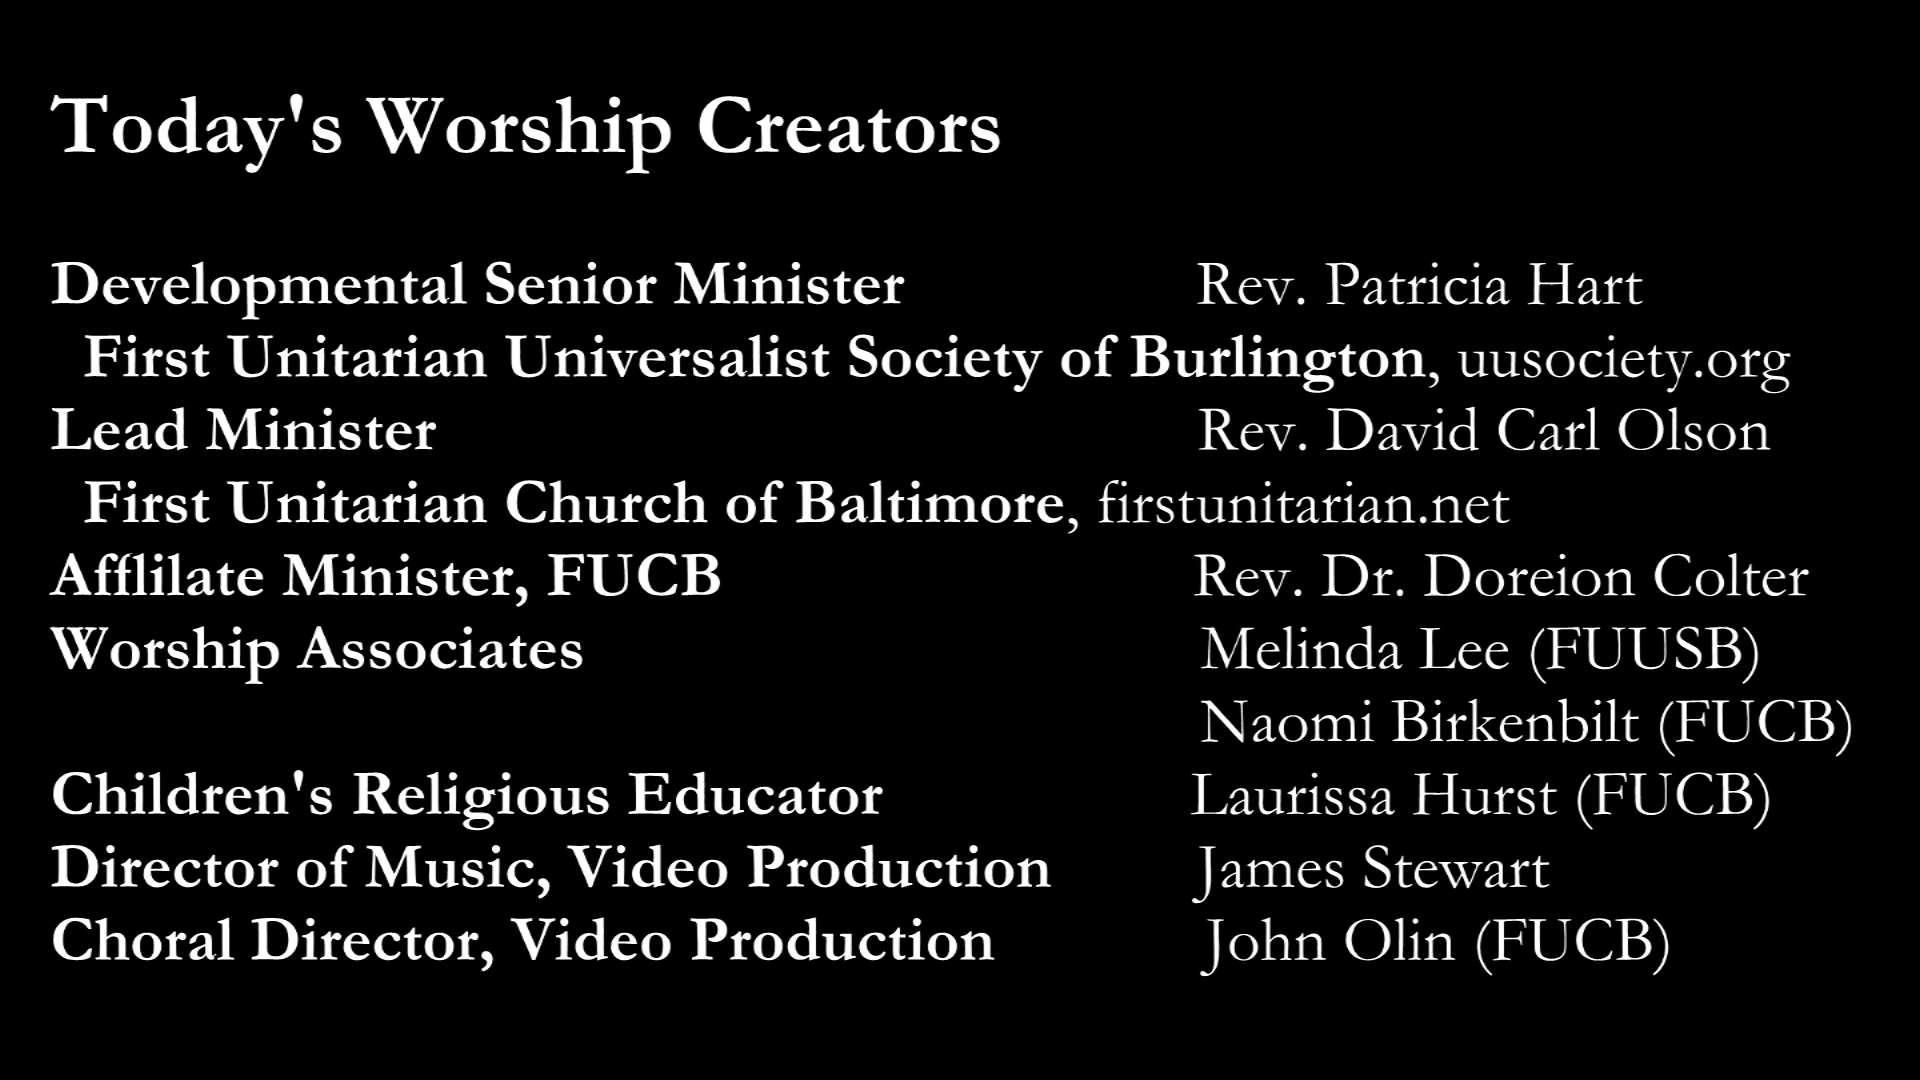 Today's Worship Creators
Developmental Senior Minister Rev. Patricia Hart
First Unitarian Universalist Society of Burlington, uusociety.org
Lead Minister Rev. David Carl Olson
First Unitarian Church of Baltimore, firstunitarian.net
Afflilate Minister, FUCB Rev. Dr. Doreion Colter
Worship Associates Melinda Lee (FUUSB)
Naomi Birkenbilt (FUCB)
Children's Religious Educator Laurissa Hurst (FUCB)
Director of Music, Video Production James Stewart
Choral Director, Video Production John Olin (FUCB)